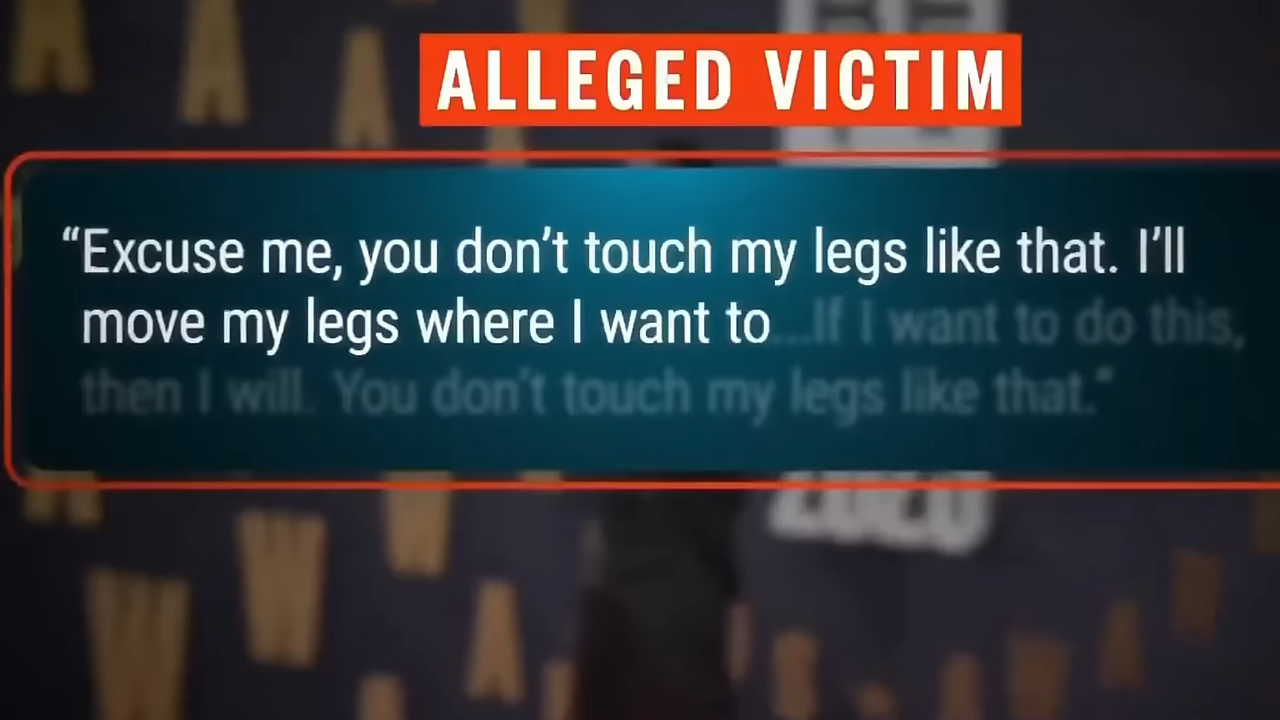 ALLEGED VICTIM
“Excuse me, you don’t touch my legs like that. I’ll
move my legs where I want to...If I want to do this,
then I will. You don’t touch my legs like that.”